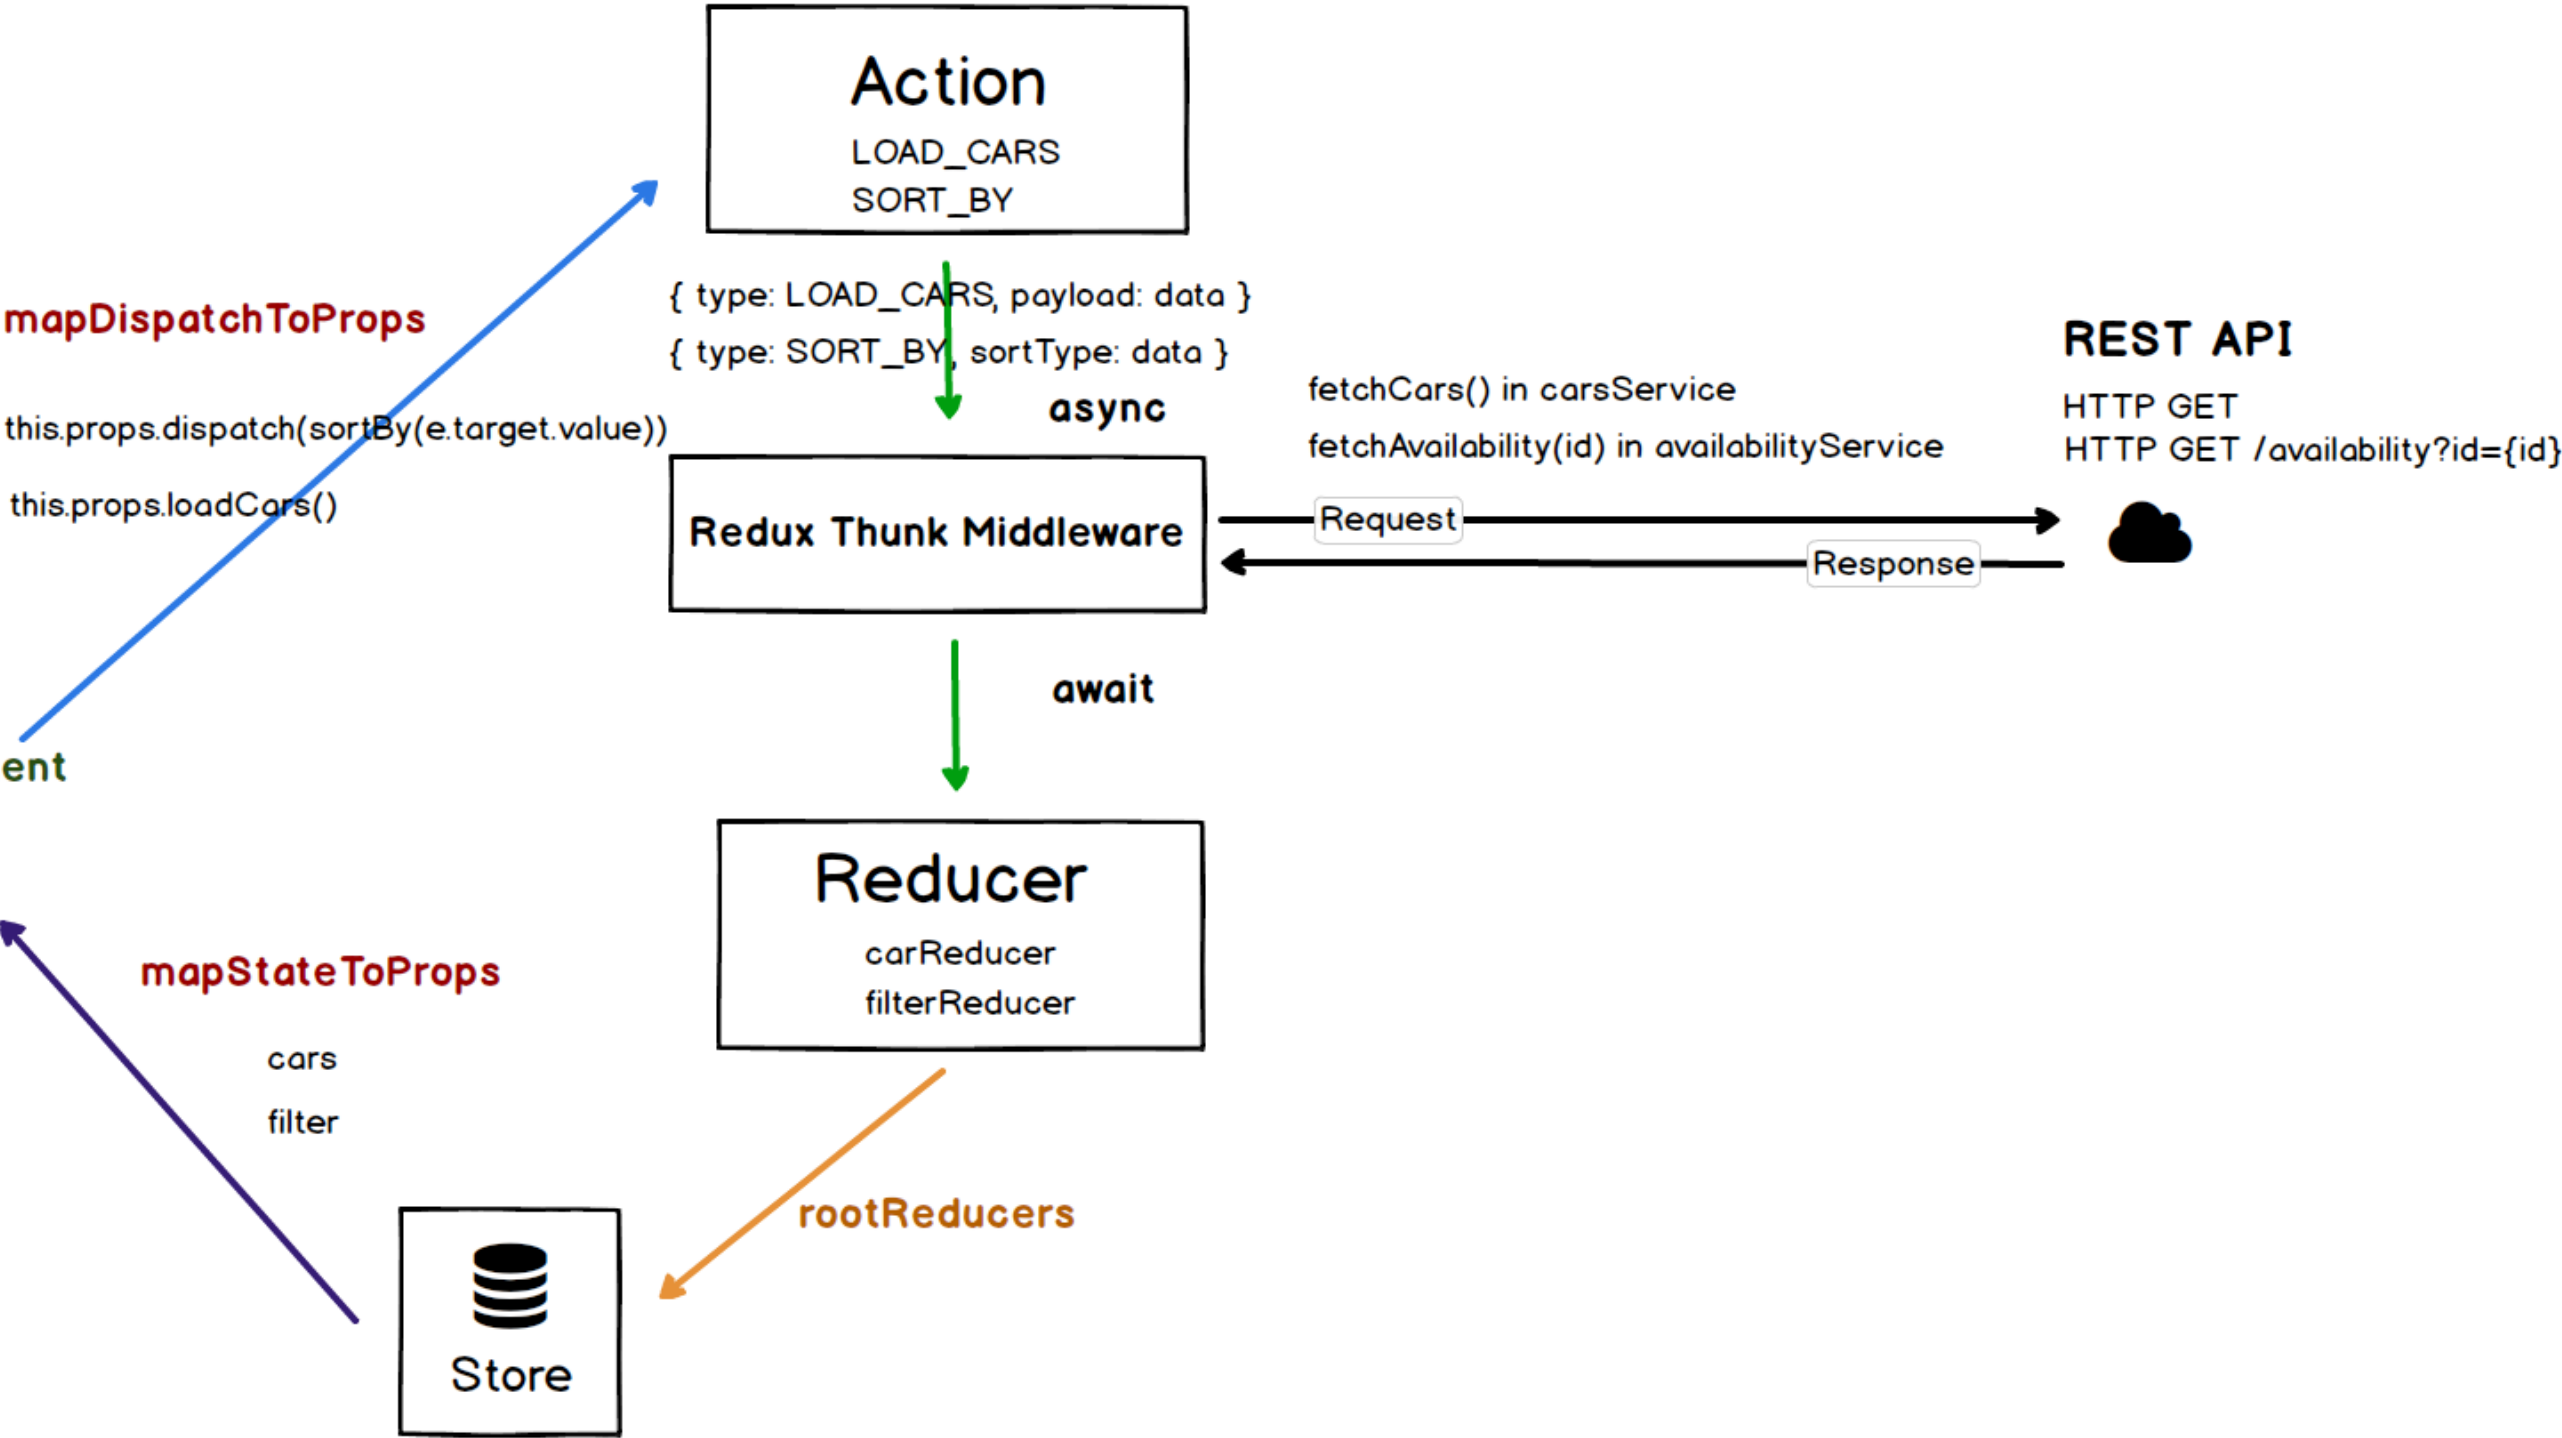 Action
LOAD_CARS
SORT_BY
{ type: LOAD_CARS, payload: data }
{ type: SORT_BY, sortType: data }
async
mapDispatchToProps
this.props.dispatch(sortBy(e.target.value))
this.props.loadCars()
fetchCars() in carsService
fetchAvailability(id) in availabilityService
REST API
HTTP GET
HTTP GET /availability?id={id}
Redux Thunk Middleware
Request
Response
await
ent
Reducer
carReducer
filterReducer
mapStateToProps
cars
filter
rootReducers
Store